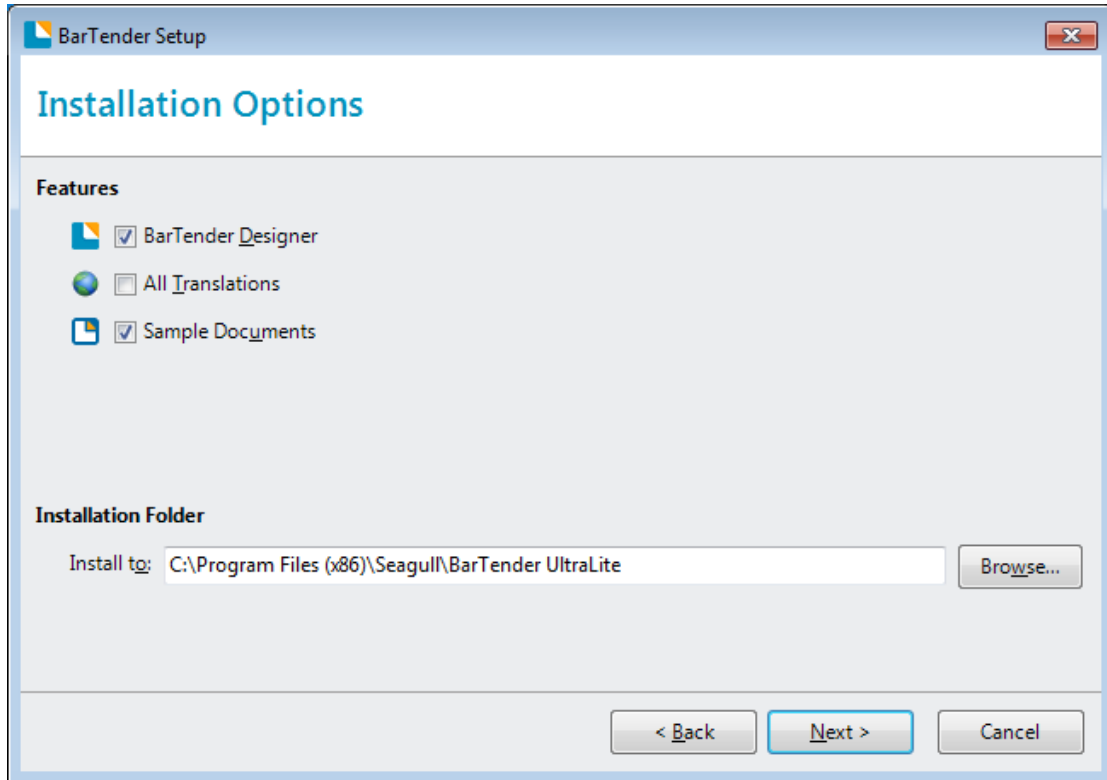 BarTender Setup
Installation Options
Features
BarTender Designer
All Translations
Sample Documents
Installation Folder
Install to: C:\Program Files (x86)\Seagull\BarTender UltraLite Browse...
< Back Next > Cancel